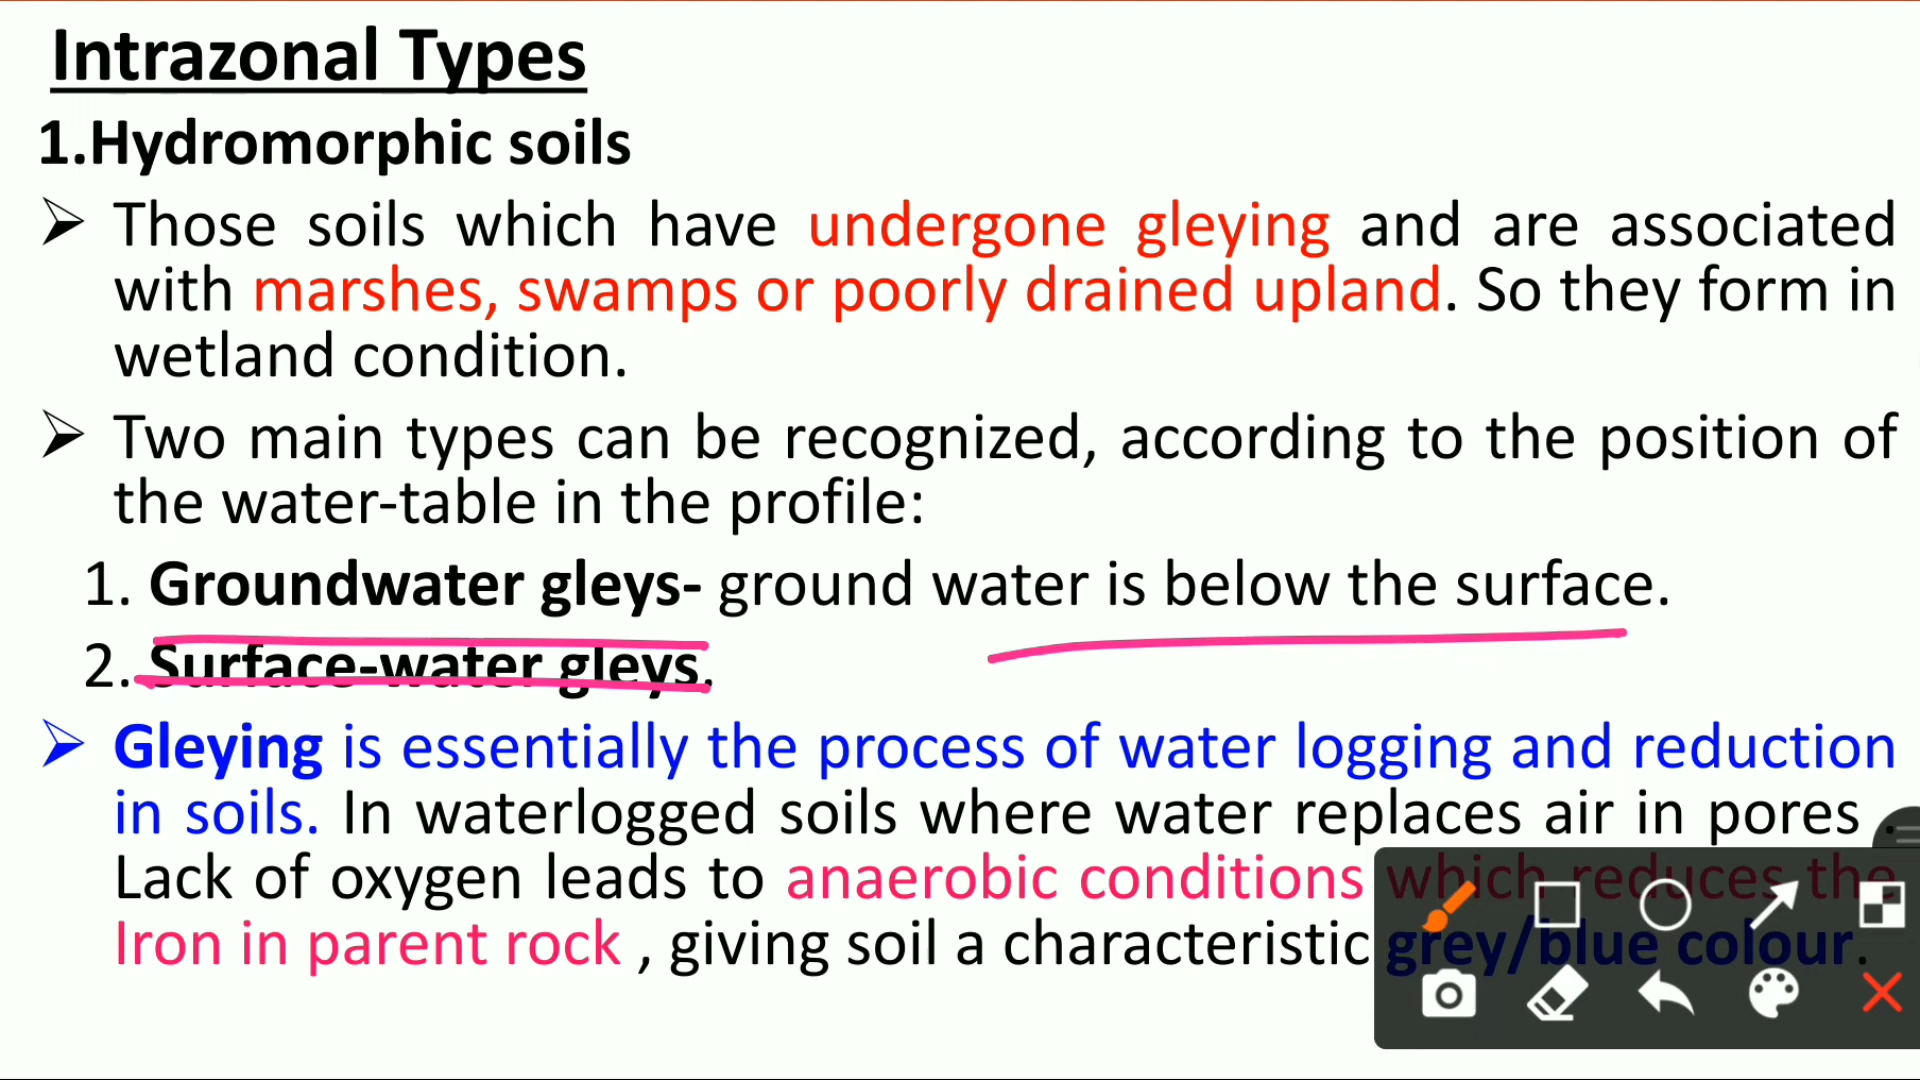 Intrazonal Types
1.Hydromorphic soils
➢ Those soils which have undergone gleying and are associated
with marshes, swamps or poorly drained upland. So they form in
wetland condition.
➢ Two main types can be recognized, according to the position of
the water-table in the profile:
1. Groundwater gleys- ground water is below the surface.
2. Surface-water gleys.
➢ Gleying is essentially the process of water logging and reduction
in soils. In waterlogged soils where water replaces air in pores .
Lack of oxygen leads to anaerobic conditions which reduces the
Iron in parent rock , giving soil a characteristic grey/blue colour.